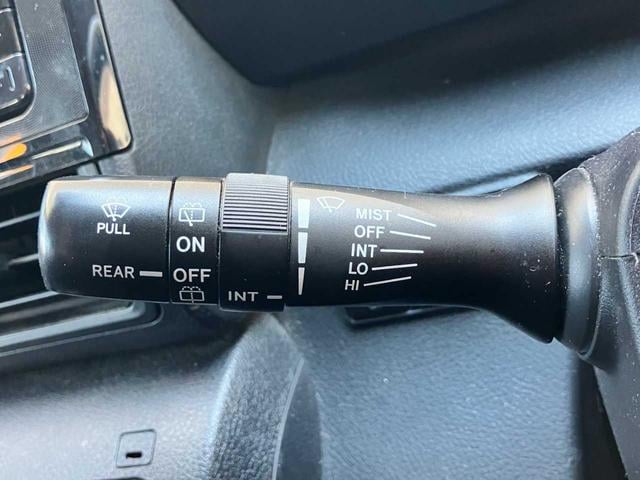 PULL
REAR
ON
OFF
INT
MIST
OFF
INT
LO
HI